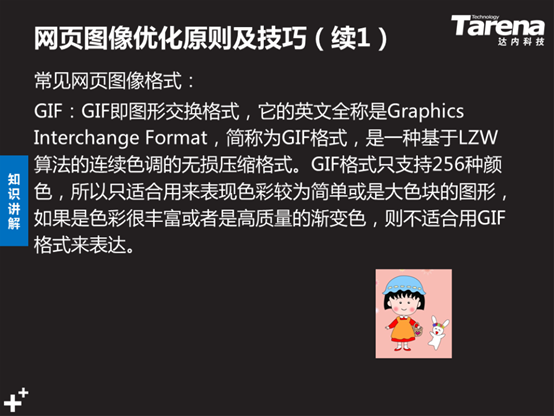 网页图像优化原则及技巧（续1）
Technology
Tarena
达内科技
常见网页图像格式：
GIF：GIF即图形交换格式，它的英文全称是Graphics
Interchange Format，简称为GIF格式，是一种基于LZW
算法的连续色调的无损压缩格式。GIF格式只支持256种颜
色，所以只适合用来表现色彩较为简单或是大色块的图形，
如果是色彩很丰富或者是高质量的渐变色，则不适合用GIF
格式来表达。
知识讲解